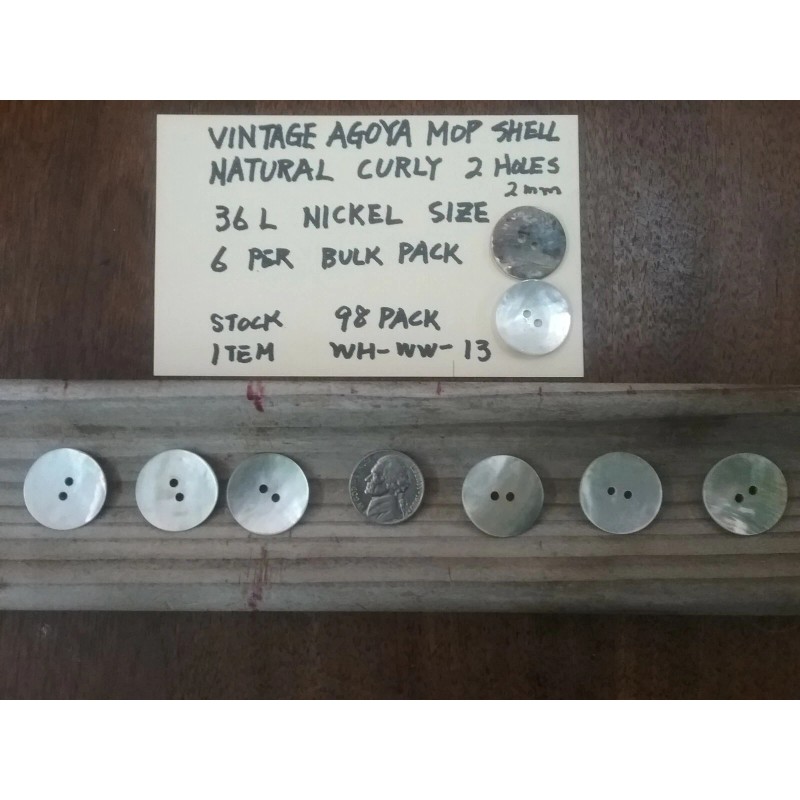 VINTAGE AGOYA MOP SHELL
NATURAL CURLY 2 HOLES
2mm
36 L NICKEL SIZE
6 PER BULK PACK
STOCK 98 PACK
ITEM WH-WW-13